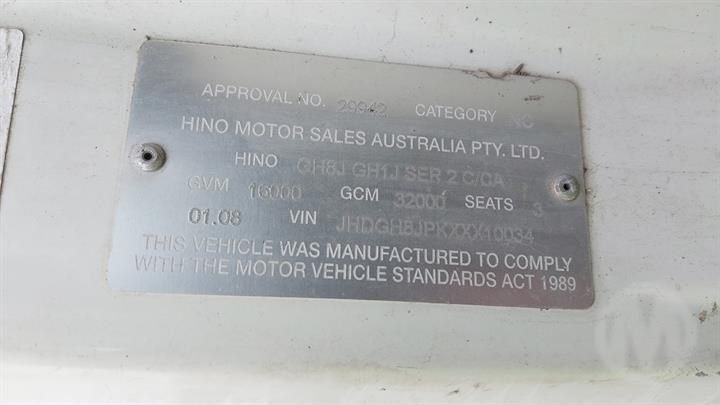 APPROVAL NO. 29942 CATEGORY NC
HINO MOTOR SALES AUSTRALIA PTY. LTD.
HINO GH8J GH1J SER 2 C/CA
GVM 16000 GCM 32000 SEATS 3
01.08 VIN JHDGH8JPKXXX10034
THIS VEHICLE WAS MANUFACTURED TO COMPLY
WITH THE MOTOR VEHICLE STANDARDS ACT 1989
M